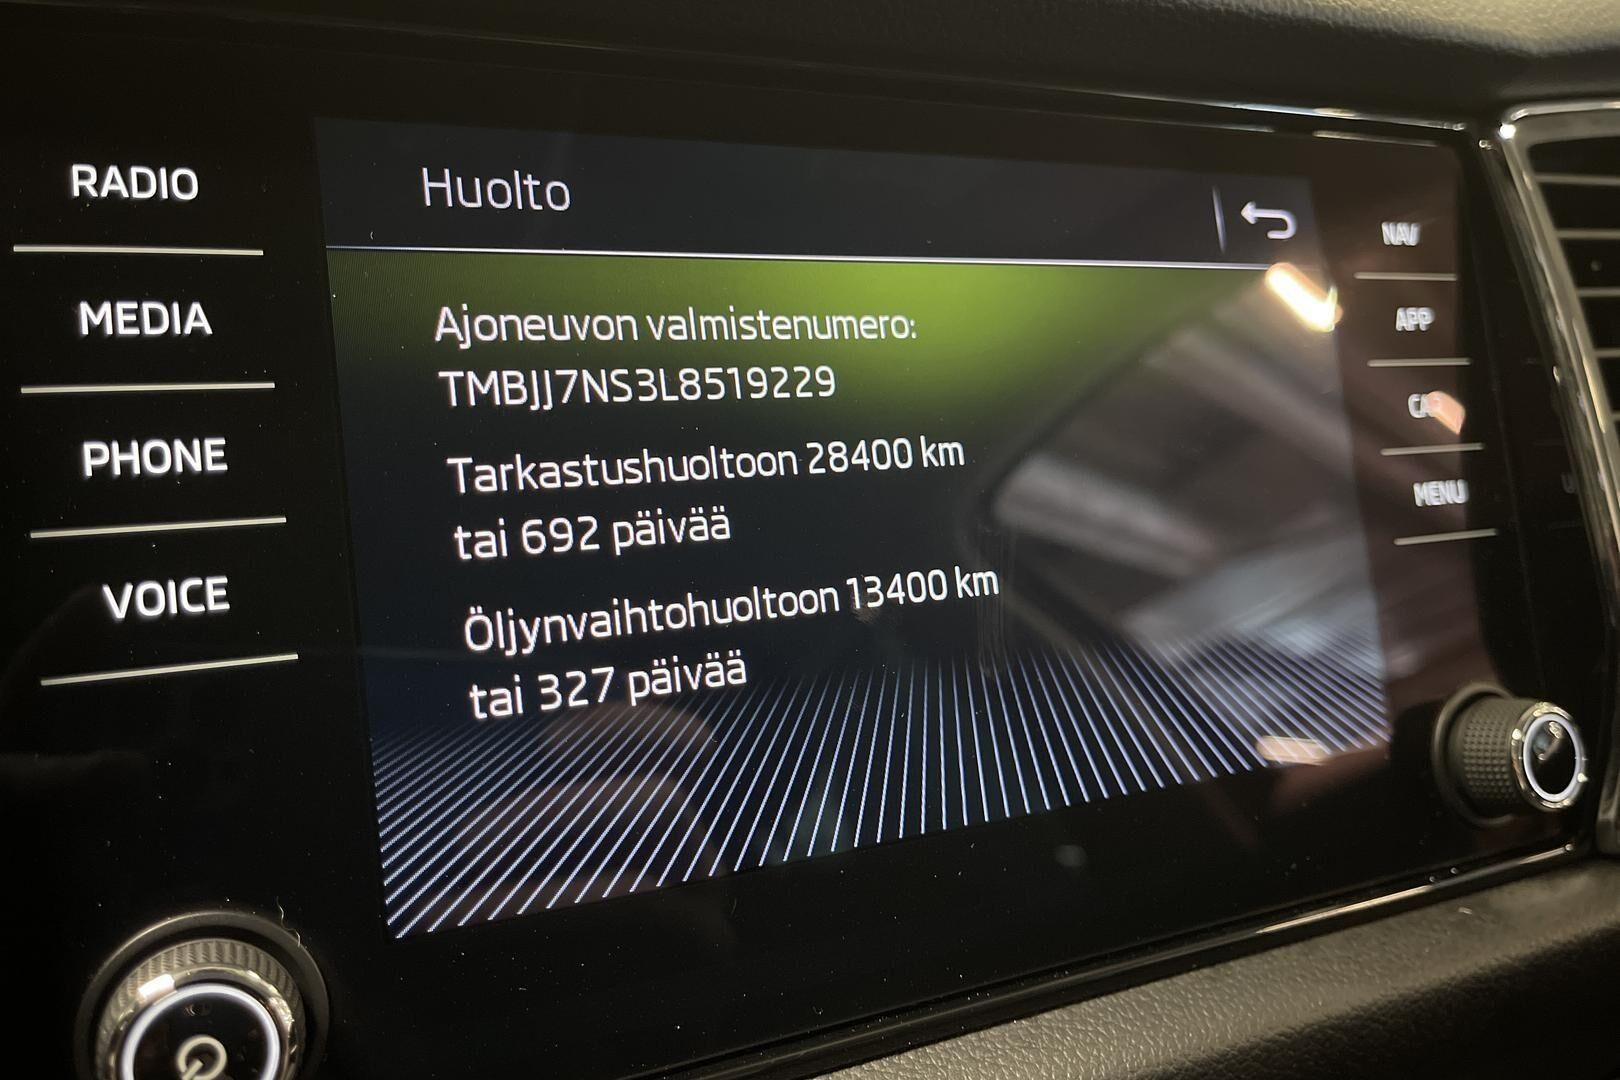 RADIO
MEDIA
PHONE
VOICE
Huolto
Ajoneuvon valmistenumero:
TMBJJ7NS3L8519229
Tarkastushuoltoon 28400 km
tai 692 päivää
Öljynvaihtohuoltoon 13400 km
tai 327 päivää
NAV
APP
CAR
MENU